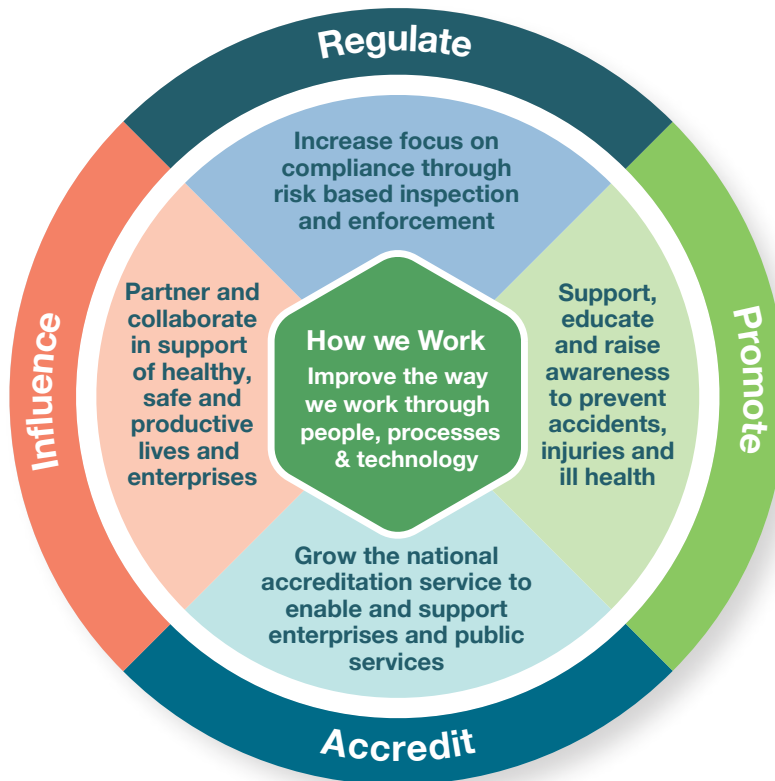 Regulate
Increase focus on
compliance through
risk based inspection
and enforcement
Influence
Partner and
collaborate
in support
of healthy,
safe and
productive
lives and
enterprises
How we Work
Improve the way
we work through
people, processes
& technology
Support,
educate
and raise
awareness
to prevent
accidents,
injuries and
ill health
Promote
Grow the national
accreditation service to
enable and support
enterprises and public
services
Accredit